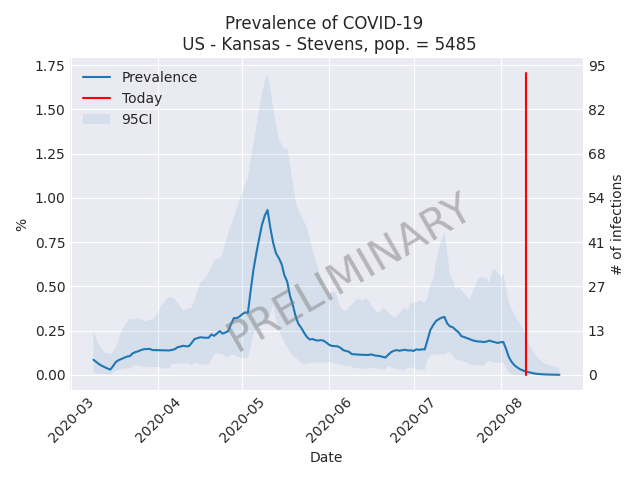 Prevalence of COVID-19
US - Kansas - Stevens, pop. = 5485
Prevalence
Today
95CI
PRELIMINARY
%
1.75
1.50
1.25
1.00
0.75
0.50
0.25
0.00
95
82
68
54
41
27
13
0
# of infections
2020-03
2020-04
2020-05
2020-06
2020-07
2020-08
Date